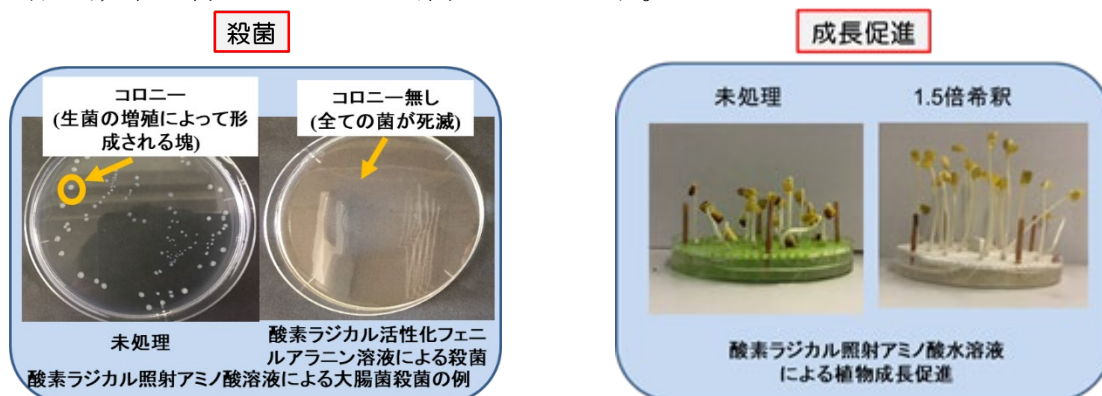 殺菌
コロニー
(生菌の増殖によって形
成される塊)
コロニー無し
(全ての菌が死滅)
未処理
酸素ラジカル活性化フェニ
ルアラニン溶液による殺菌
酸素ラジカル照射アミノ酸溶液による大腸菌殺菌の例
成長促進
未処理
1.5倍希釈
酸素ラジカル照射アミノ酸水溶液
による植物成長促進